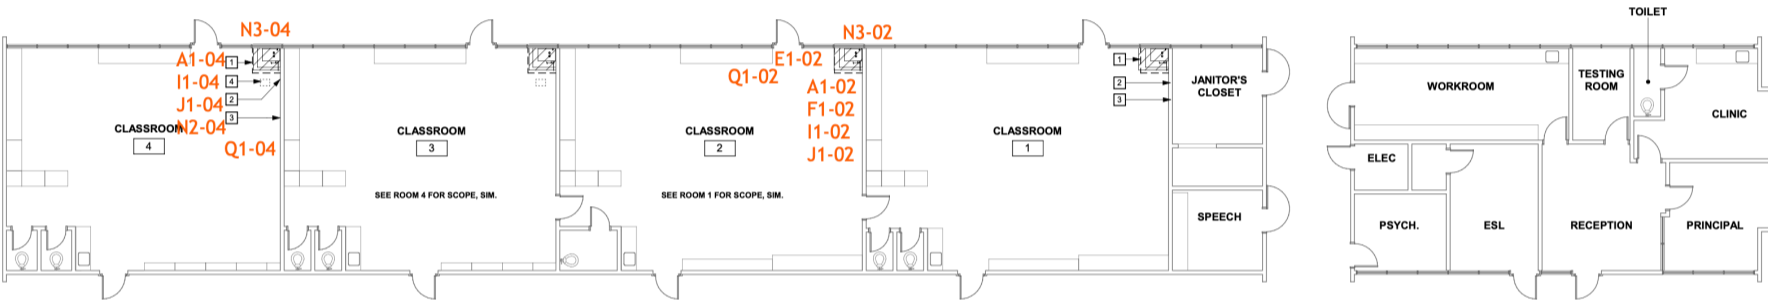 TOILET
N3-04
N3-02
A1-04
1
E1-02
1
I1-04
4
Q1-02
A1-02
2
JANITOR'S
CLOSET
WORKROOM
TESTING
ROOM
J1-04
2
F1-02
3
CLINIC
N2-04
3
I1-02
CLASSROOM
4
CLASSROOM
3
CLASSROOM
2
CLASSROOM
1
Q1-04
J1-02
ELEC
SEE ROOM 4 FOR SCOPE, SIM.
SEE ROOM 1 FOR SCOPE, SIM.
SPEECH
PSYCH.
ESL
RECEPTION
PRINCIPAL